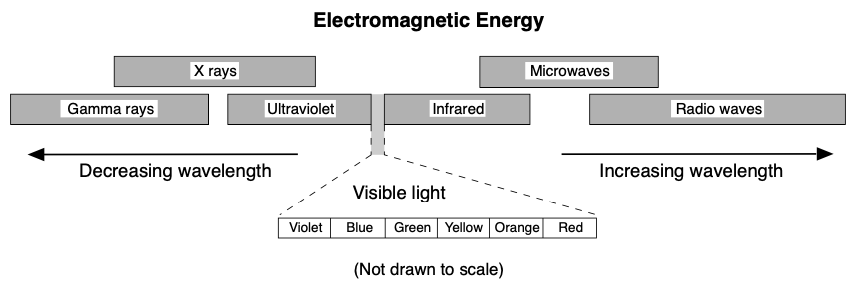 Electromagnetic Energy
X rays
Microwaves
Gamma rays
Ultraviolet
Infrared
Radio waves
Decreasing wavelength
Increasing wavelength
Visible light
Violet Blue Green Yellow Orange Red
(Not drawn to scale)